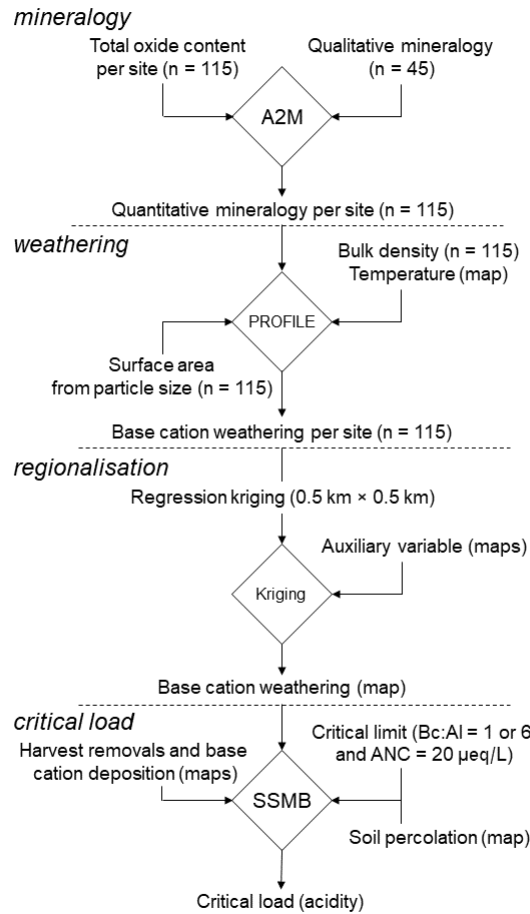 mineralogy
Total oxide content
per site (n = 115)
Qualitative mineralogy
(n = 45)
A2M
Quantitative mineralogy per site (n = 115)
weathering
Bulk density (n = 115)
Temperature (map)
PROFILE
Surface area
from particle size (n = 115)
Base cation weathering per site (n = 115)
regionalisation
Regression kriging (0.5 km × 0.5 km)
Auxiliary variable (maps)
Kriging
Base cation weathering (map)
critical load
Harvest removals and base
cation deposition (maps)
Critical limit (Bc:Al = 1 or 6
and ANC = 20 µeq/L)
SSMB
Soil percolation (map)
Critical load (acidity)